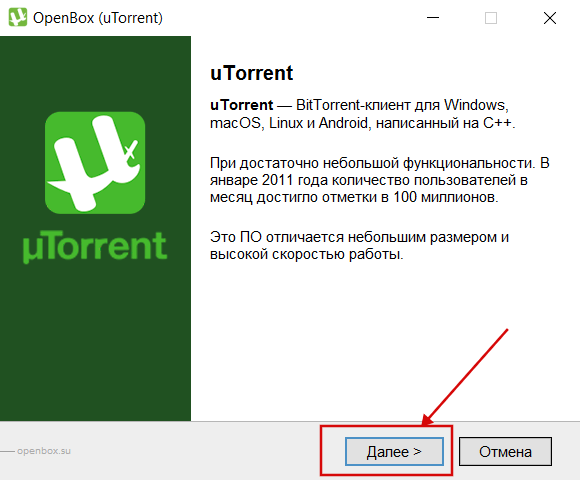 OpenBox (uTorrent)
uTorrent
uTorrent — BitTorrent-клиент для Windows,
macOS, Linux и Android, написанный на C++.
При достаточно небольшой функциональности. В
январе 2011 года количество пользователей в
месяц достигло отметки в 100 миллионов.
Это ПО отличается небольшим размером и
высокой скоростью работы.
µTorrent
openbox.su
Далее >
Отмена